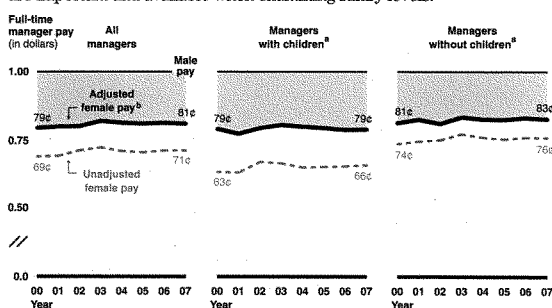 Full-time
manager pay
(in dollars)
All
managers
Managers
with children^a
Managers
without children^a
Male
pay
1.00
Adjusted
female pay^b
79¢
81¢
79¢
79¢
81¢
83¢
0.75
69¢
71¢
Unadjusted
female pay
63¢
66¢
74¢
76¢
0.50
0.0
00 01 02 03 04 05 06 07
Year
00 01 02 03 04 05 06 07
Year
00 01 02 03 04 05 06 07
Year